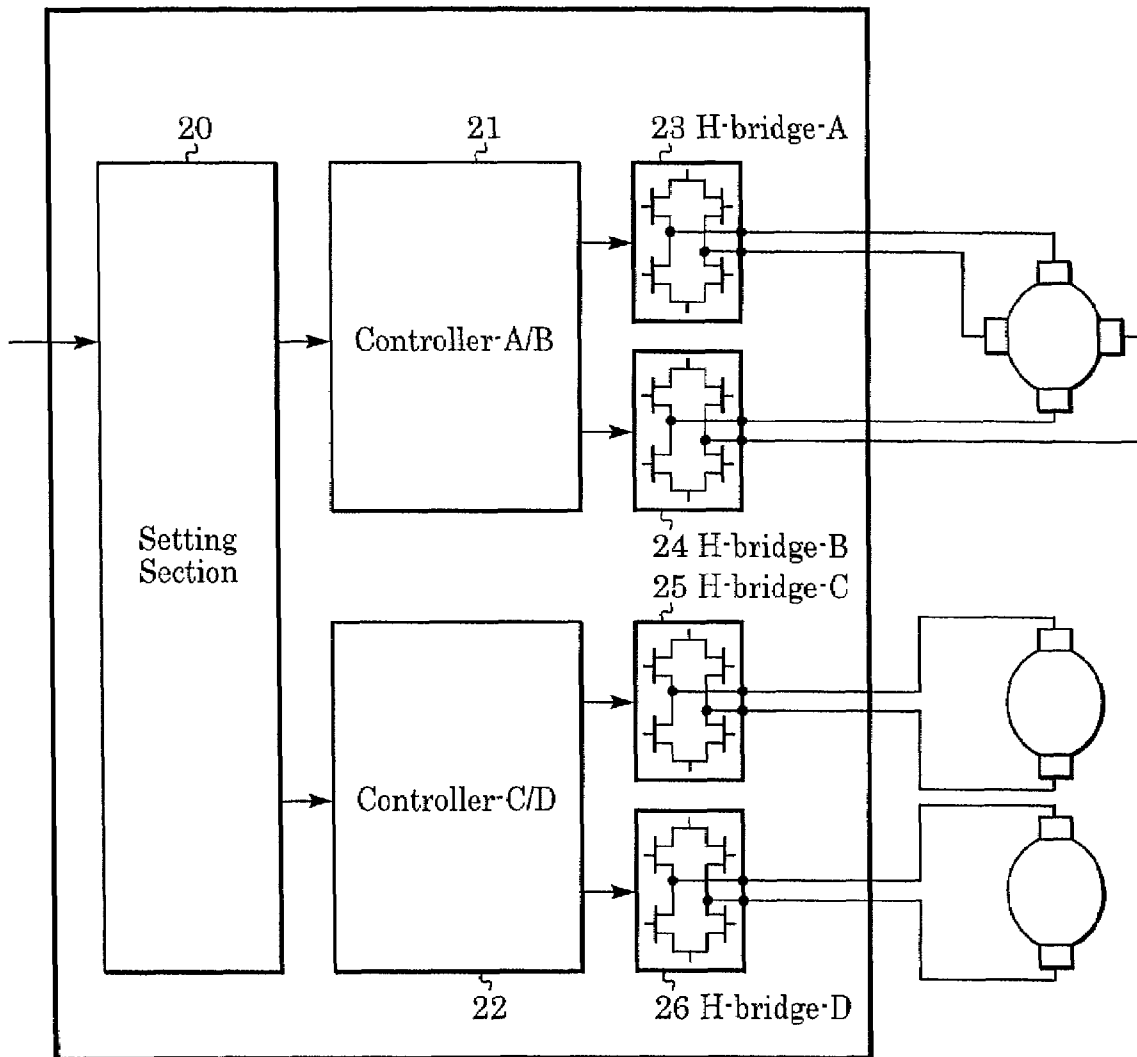 20
21
23 H-bridge-A
Controller-A/B
Setting
Section
24 H-bridge-B
25 H-bridge-C
Controller-C/D
22
26 H-bridge-D